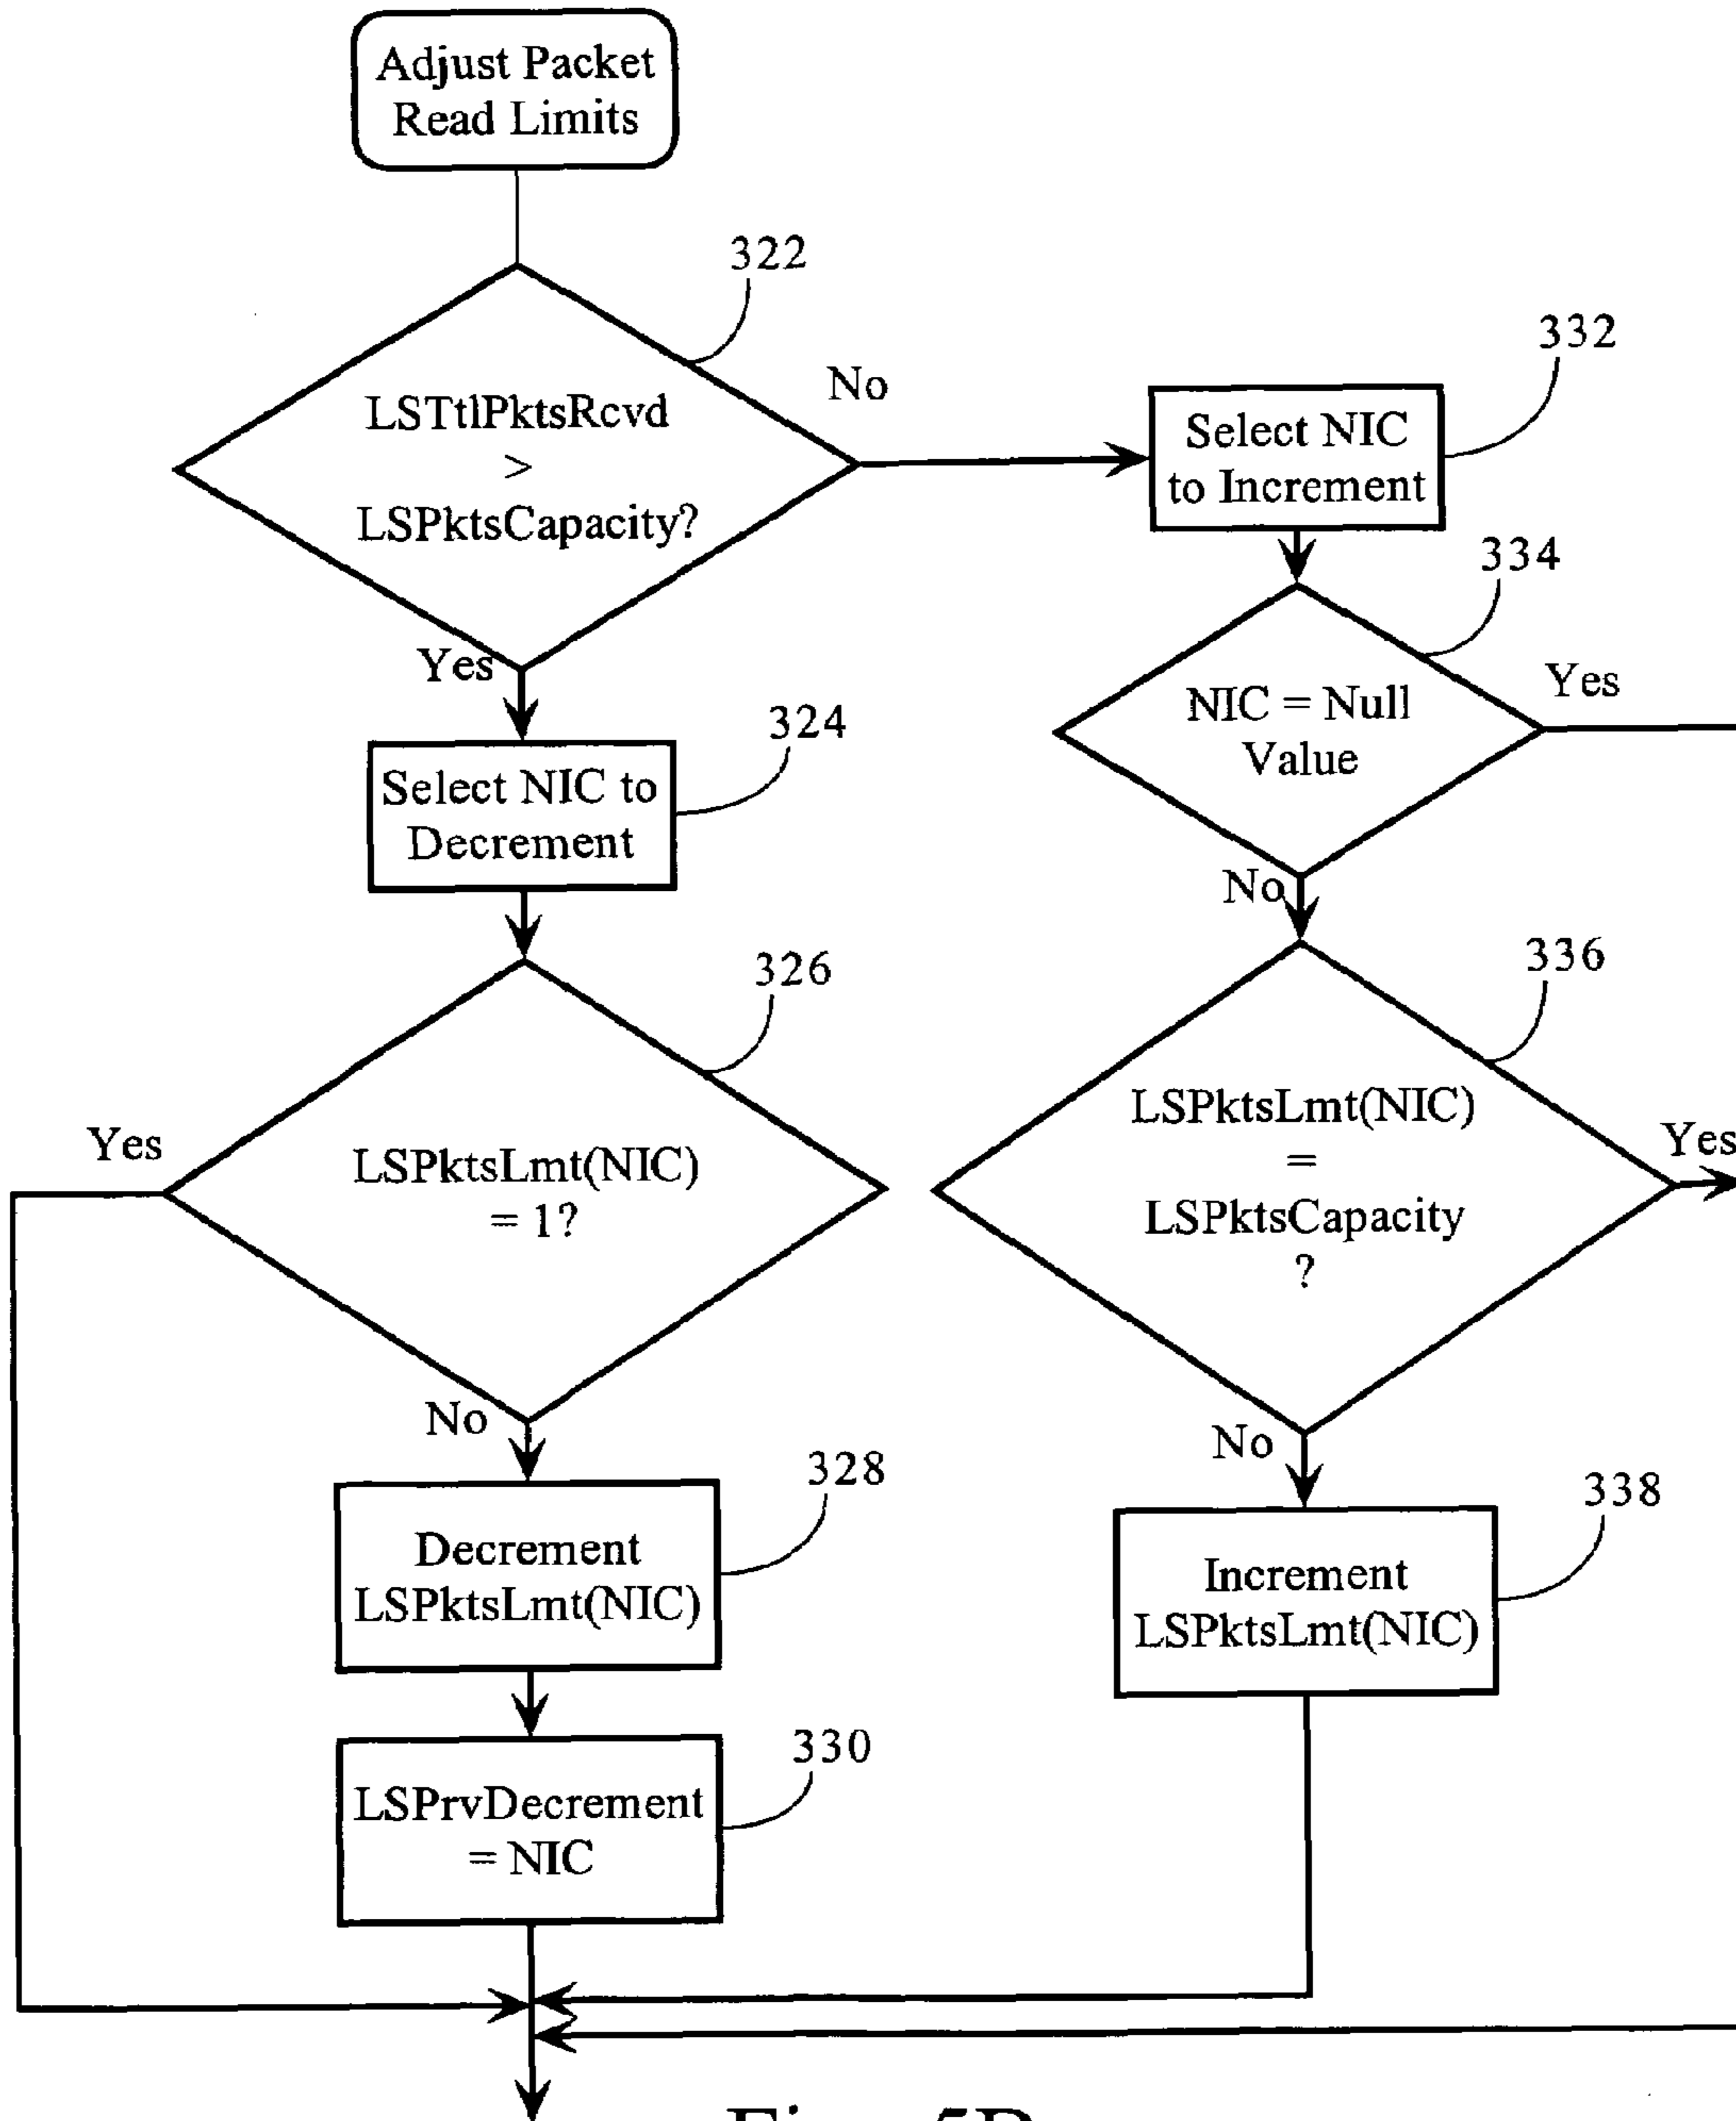 Adjust Packet
Read Limits
322
LSTtlPktsRcvd
>
LSPktsCapacity?
No
Yes
332
Select NIC
to Increment
334
NIC = Null
Value
Yes
No
324
Select NIC to
Decrement
326
LSPktsLmt(NIC)
= 1?
Yes
No
336
LSPktsLmt(NIC)
=
LSPktsCapacity
?
Yes
No
328
Decrement
LSPktsLmt(NIC)
338
Increment
LSPktsLmt(NIC)
330
LSPrvDecrement
= NIC